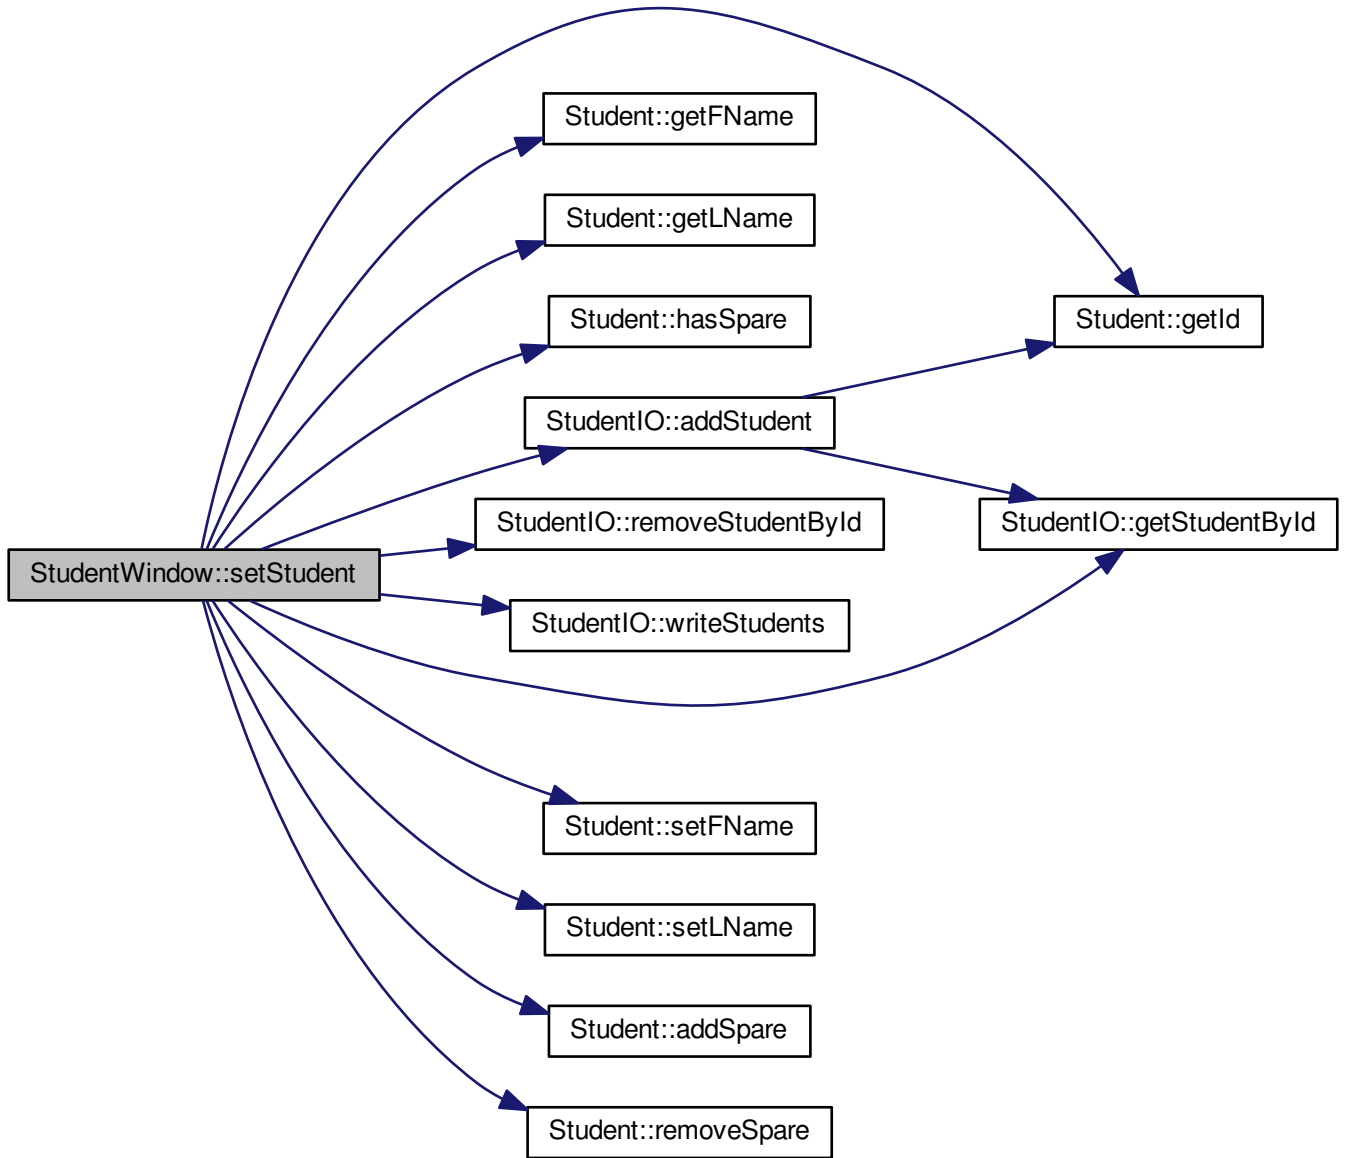 Student::getFName
Student::getLName
Student::hasSpare
Student::getId
StudentIO::addStudent
StudentIO::removeStudentById
StudentIO::getStudentById
StudentWindow::setStudent
StudentIO::writeStudents
Student::setFName
Student::setLName
Student::addSpare
Student::removeSpare